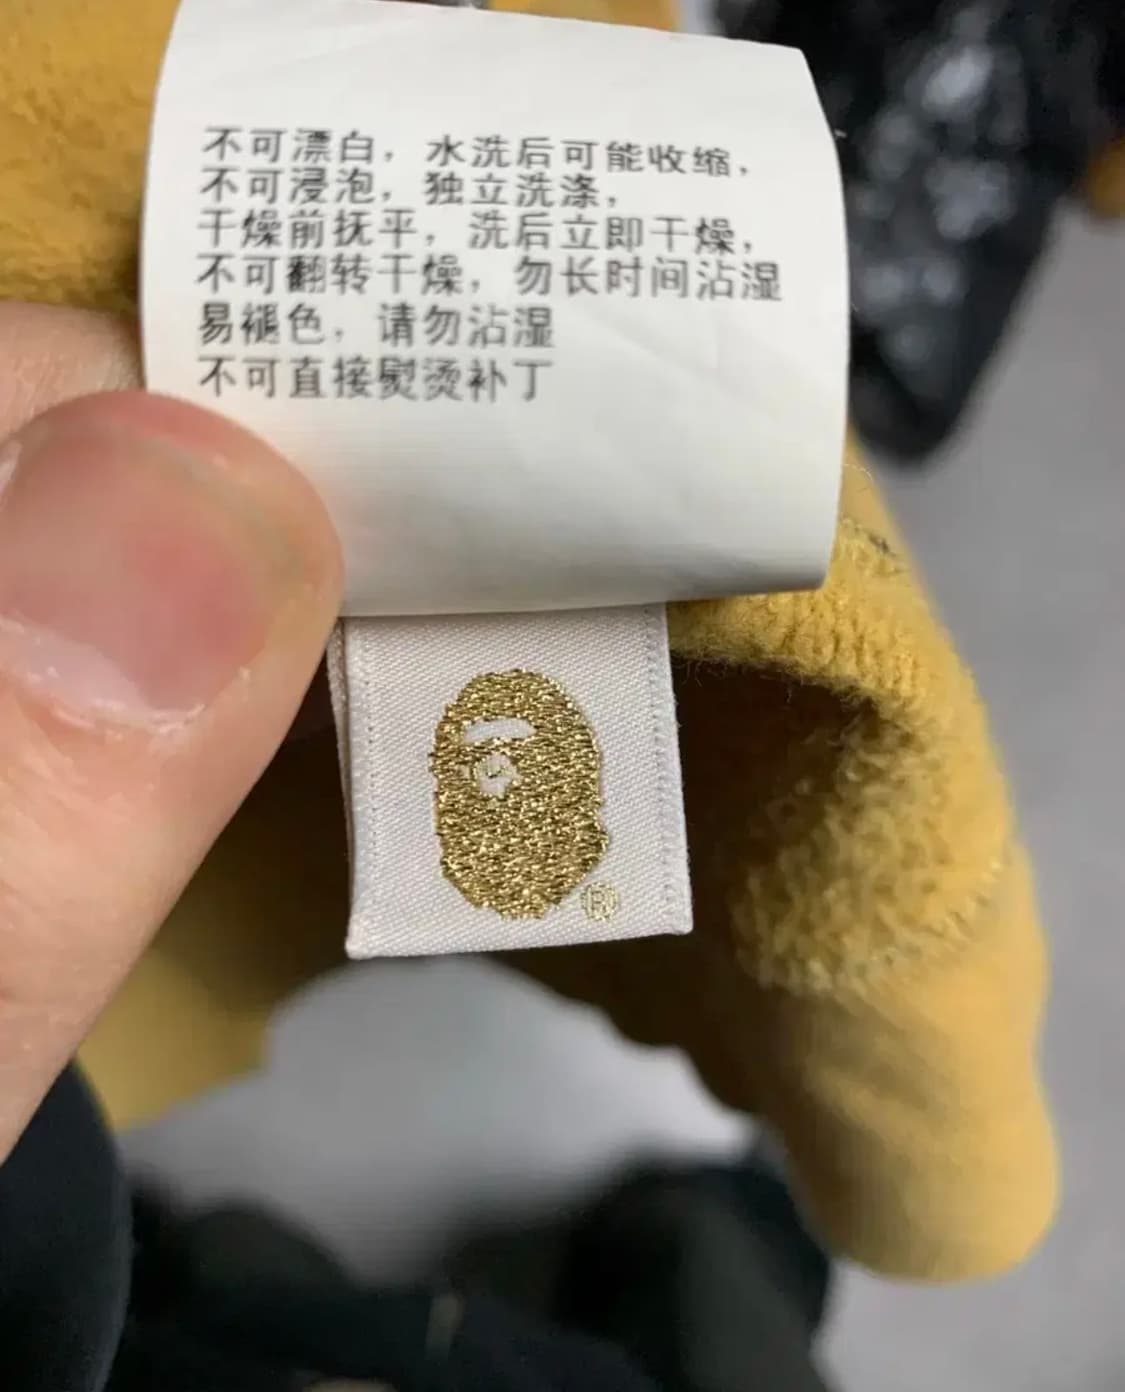 不可漂白，水洗后可能收缩，
不可浸泡，独立洗涤，
干燥前抚平，洗后立即干燥，
不可翻转干燥，勿长时间沾湿
易褪色，请勿沾湿
不可直接熨烫补丁
®